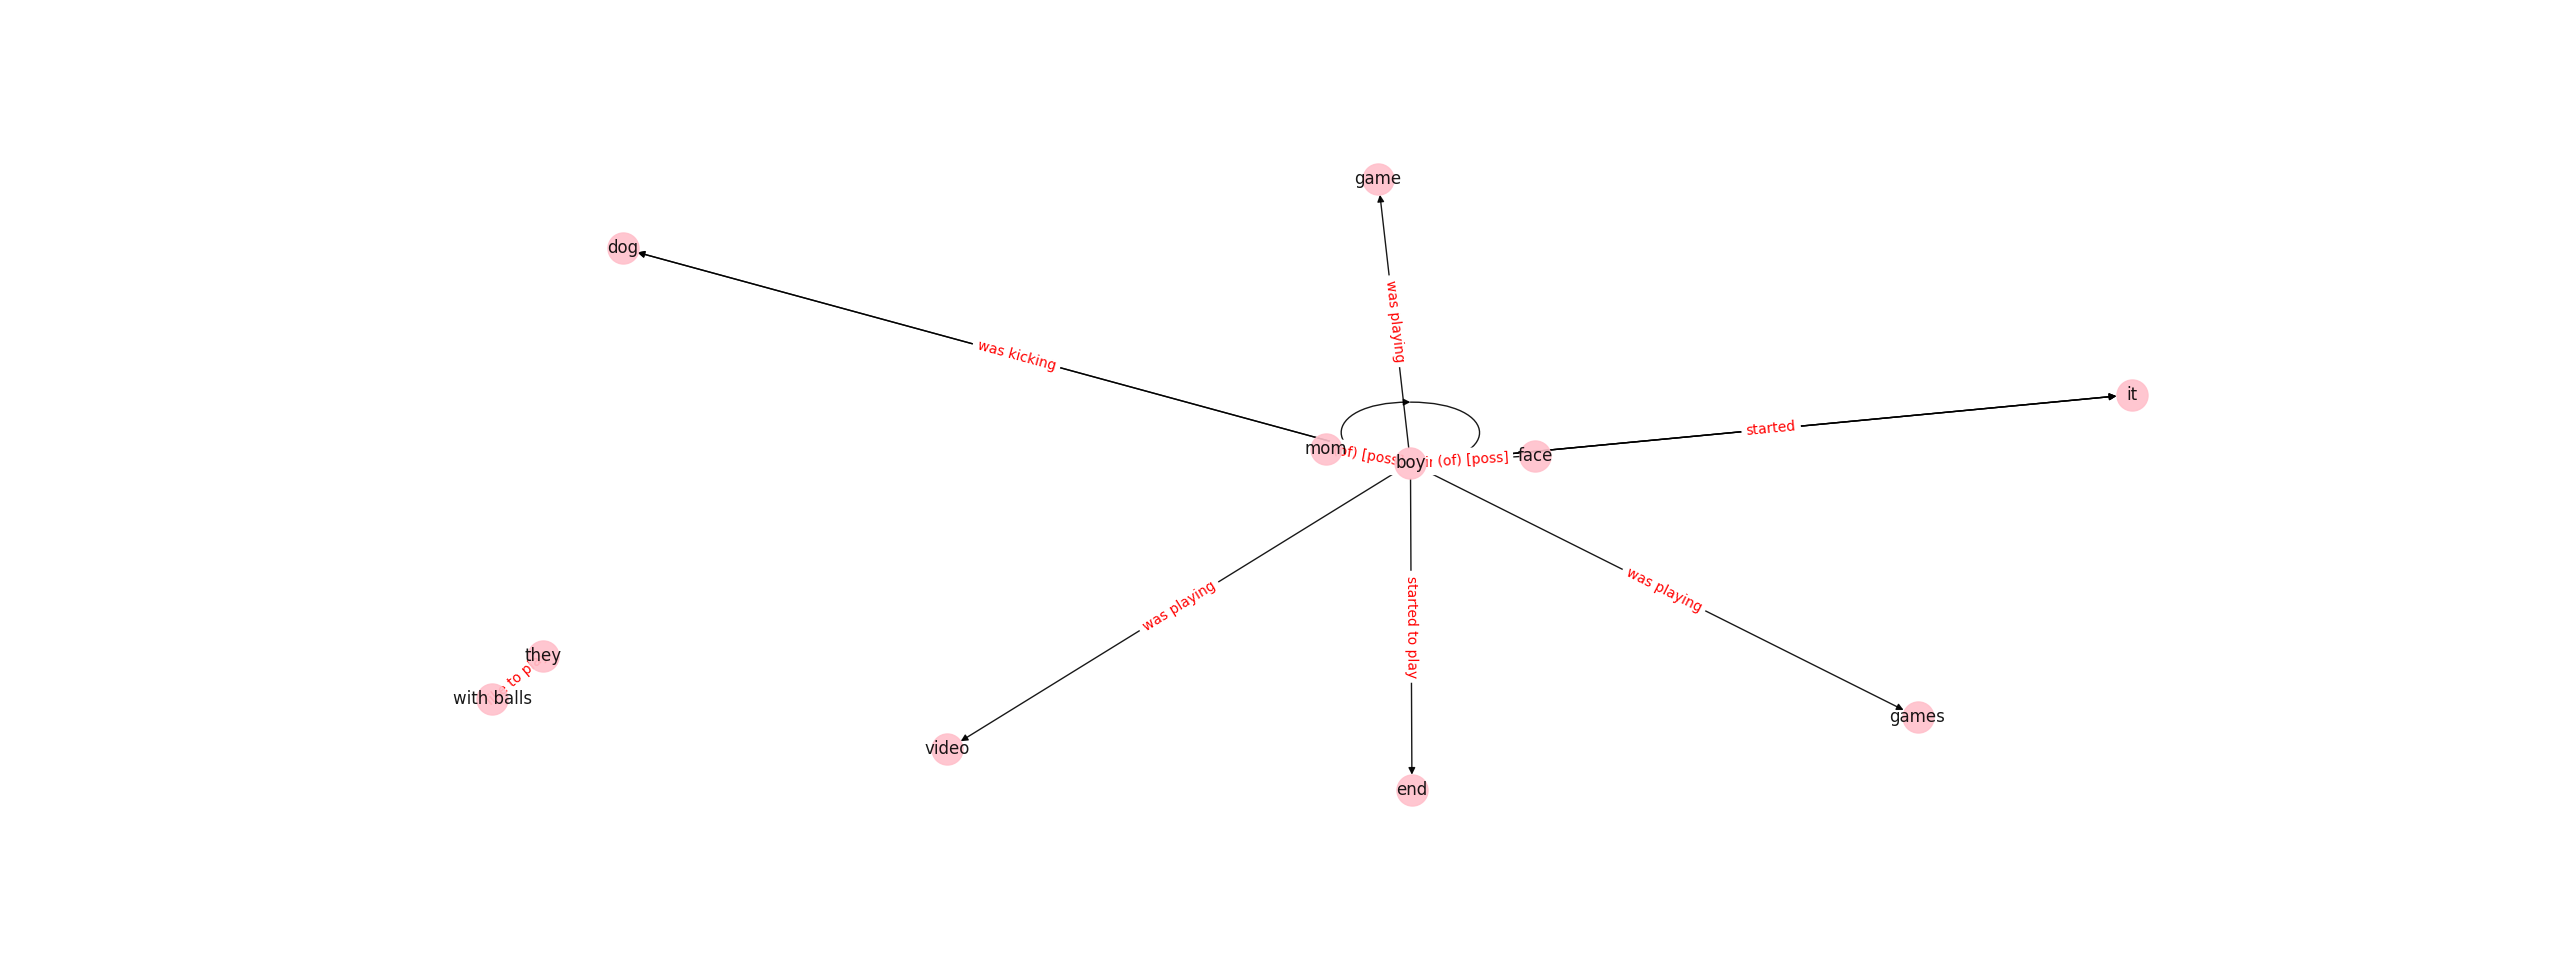 game
dog
was playing
was kicking
it
started
mom
of) [poss
boy
(of) [poss]
face
was playing
started to play
was playing
they
to p
with balls
video
games
end